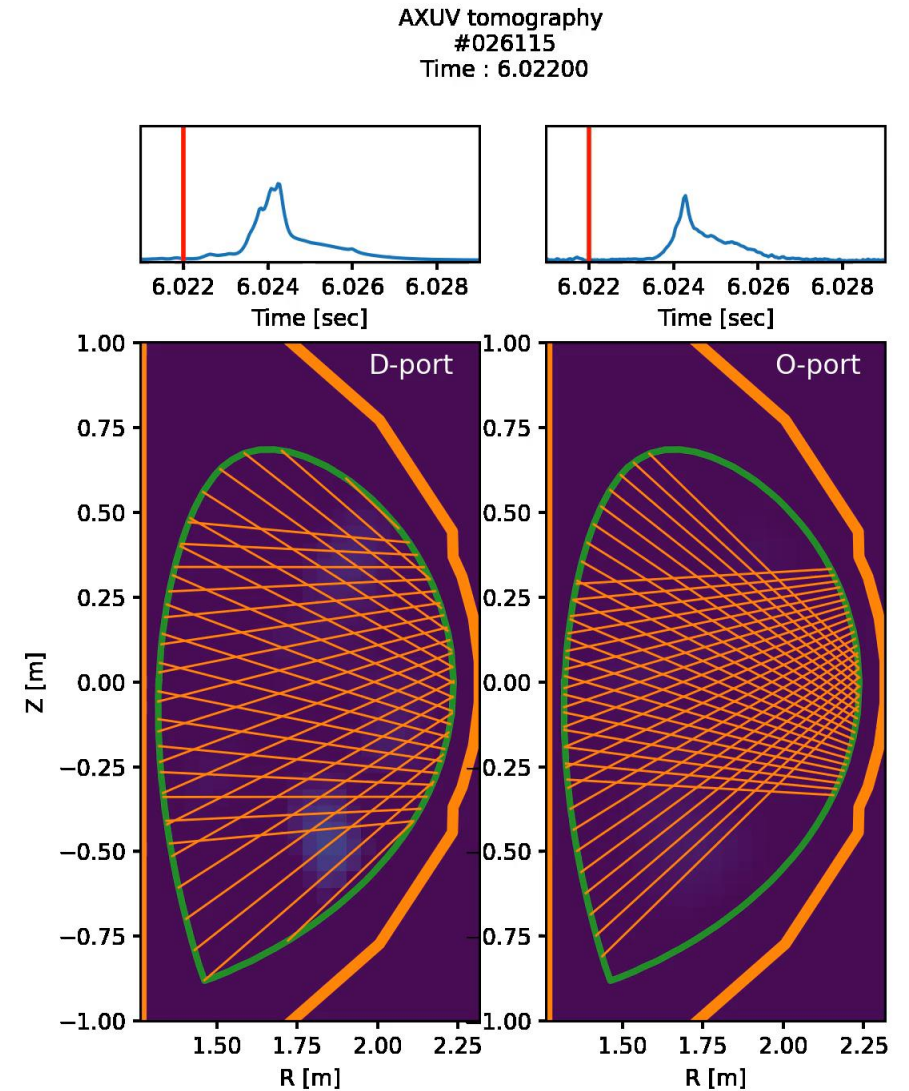 AXUV tomography
#026115
Time : 6.02200
6.022 6.024 6.026 6.028
Time [sec]
6.022 6.024 6.026 6.028
Time [sec]
D-port
1.00
0.75
0.50
0.25
0.00
−0.25
−0.50
−0.75
−1.00
Z [m]
1.50 1.75 2.00 2.25
R [m]
O-port
1.00
0.75
0.50
0.25
0.00
0.25
0.50
0.75
1.00
1.50 1.75 2.00 2.25
R [m]